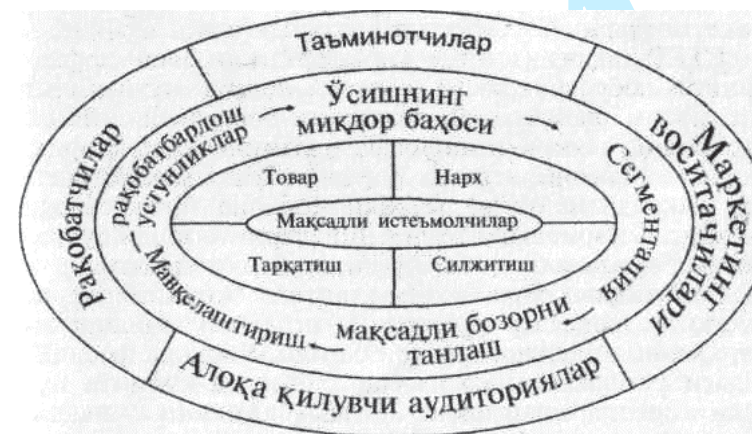 Таъминотчилар
Маркетинг
воситачилари
Алоқа қилувчи аудиториялар
Рақобатчилар
Ўсишнинг
миқдор баҳоси
Сегментация
мақсадли бозорни
танлаш
Мавқелаштириш
рақобатбардош
устунликлар
Товар
Нарх
Мақсадли истеъмолчилар
Тарқатиш
Силжитиш